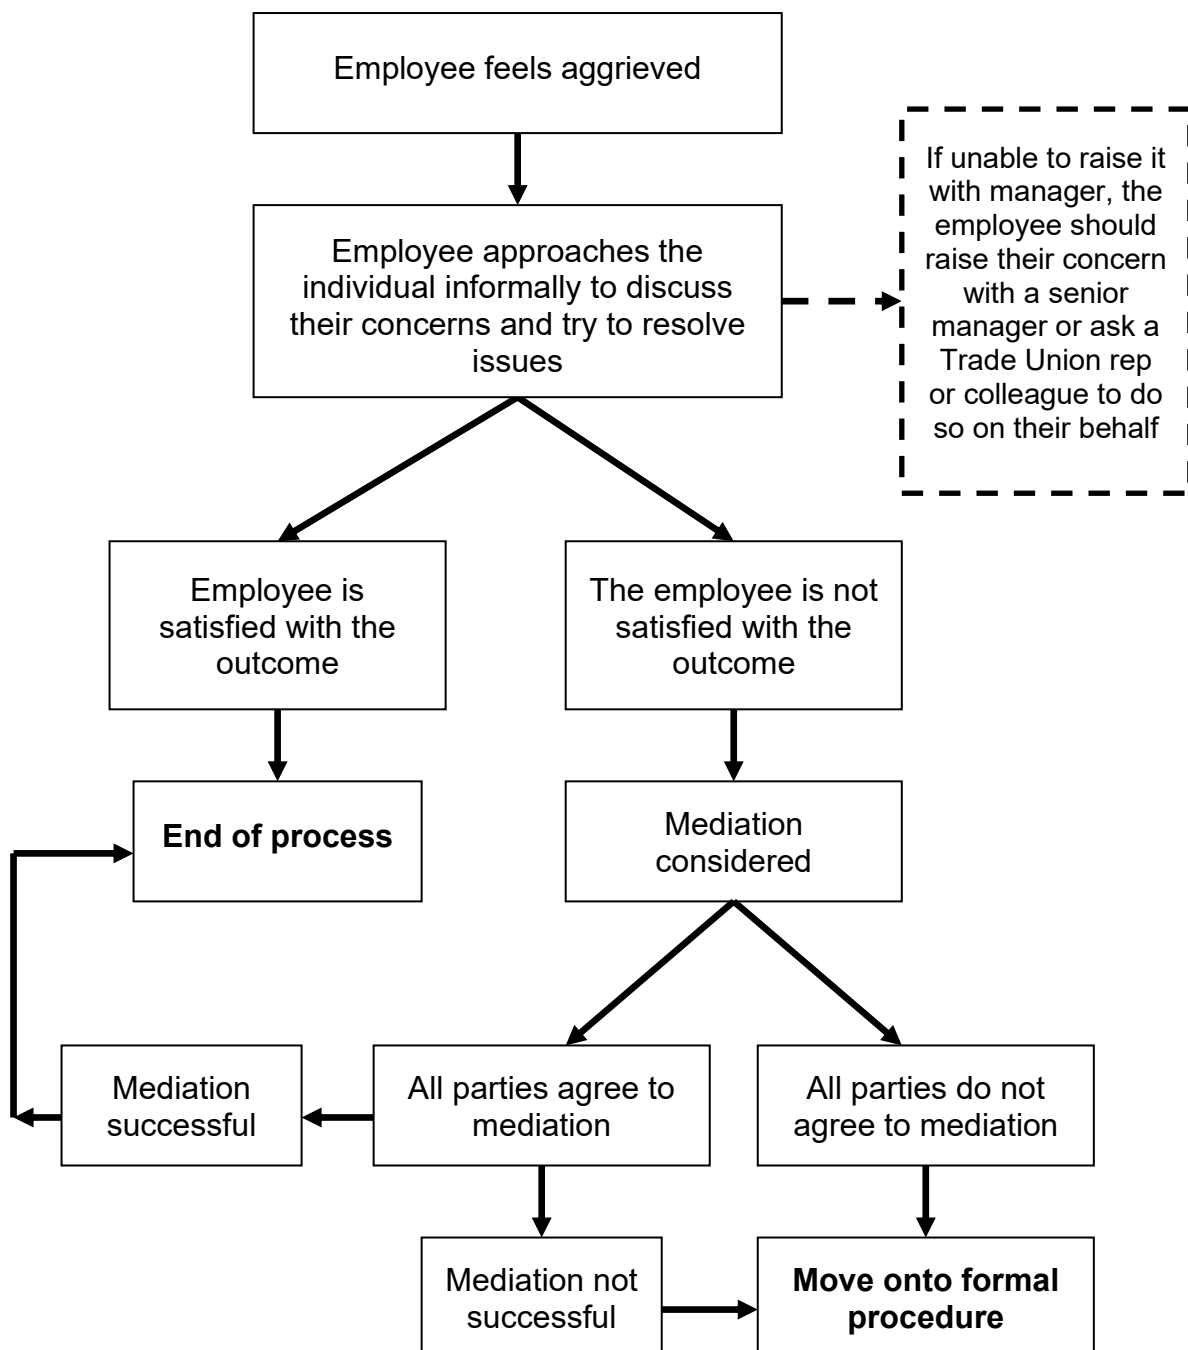 Employee feels aggrieved
Employee approaches the
individual informally to discuss
their concerns and try to resolve
issues
If unable to raise it
with manager, the
employee should
raise their concern
with a senior
manager or ask a
Trade Union rep
or colleague to do
so on their behalf
Employee is
satisfied with the
outcome
The employee is not
satisfied with the
outcome
End of process
Mediation
considered
Mediation
successful
All parties agree to
mediation
All parties do not
agree to mediation
Mediation not
successful
Move onto formal
procedure